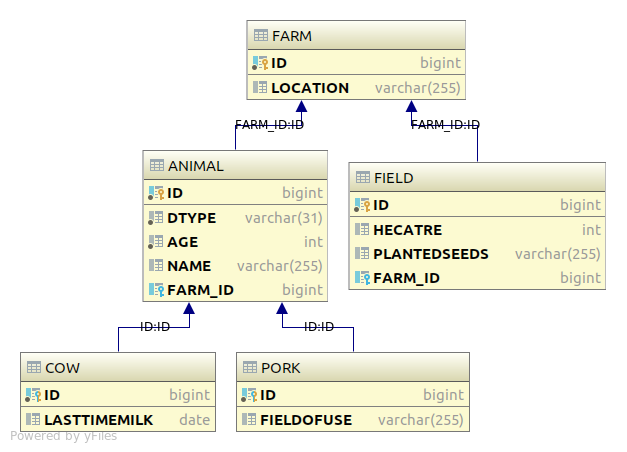 FARM
ID bigint
LOCATION varchar(255)
FARM_ID:ID FARM_ID:ID
ANIMAL
ID bigint
DTYPE varchar(31)
AGE int
NAME varchar(255)
FARM_ID bigint
FIELD
ID bigint
HECATRE int
PLANTEDSEEDS varchar(255)
FARM_ID bigint
ID:ID ID:ID
COW
ID bigint
LASTTIMEMILK date
PORK
ID bigint
FIELDOFUSE varchar(255)
Powered by yFiles